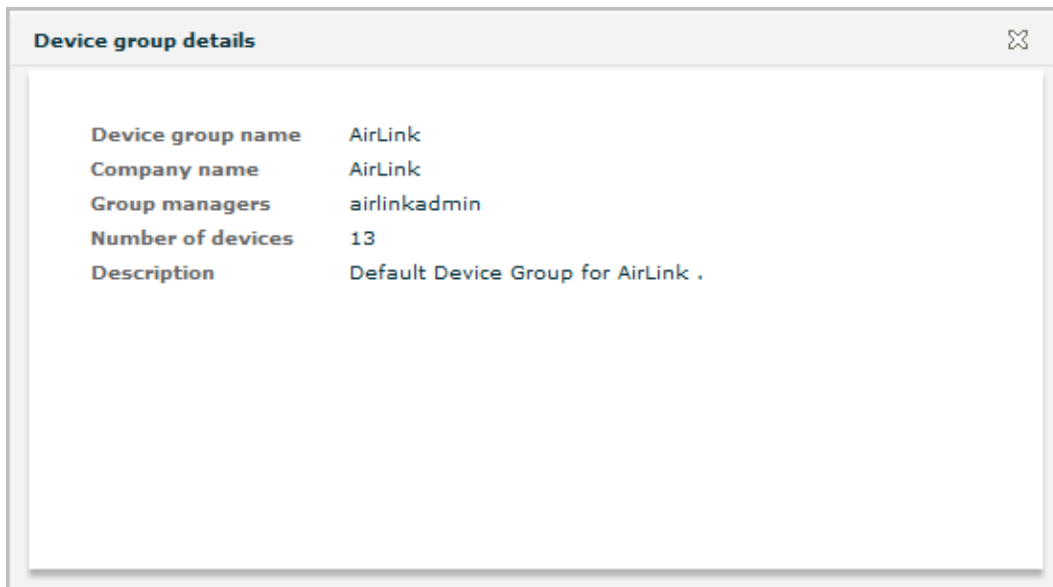 Device group details
Device group name AirLink
Company name AirLink
Group managers airlinkadmin
Number of devices 13
Description Default Device Group for AirLink .